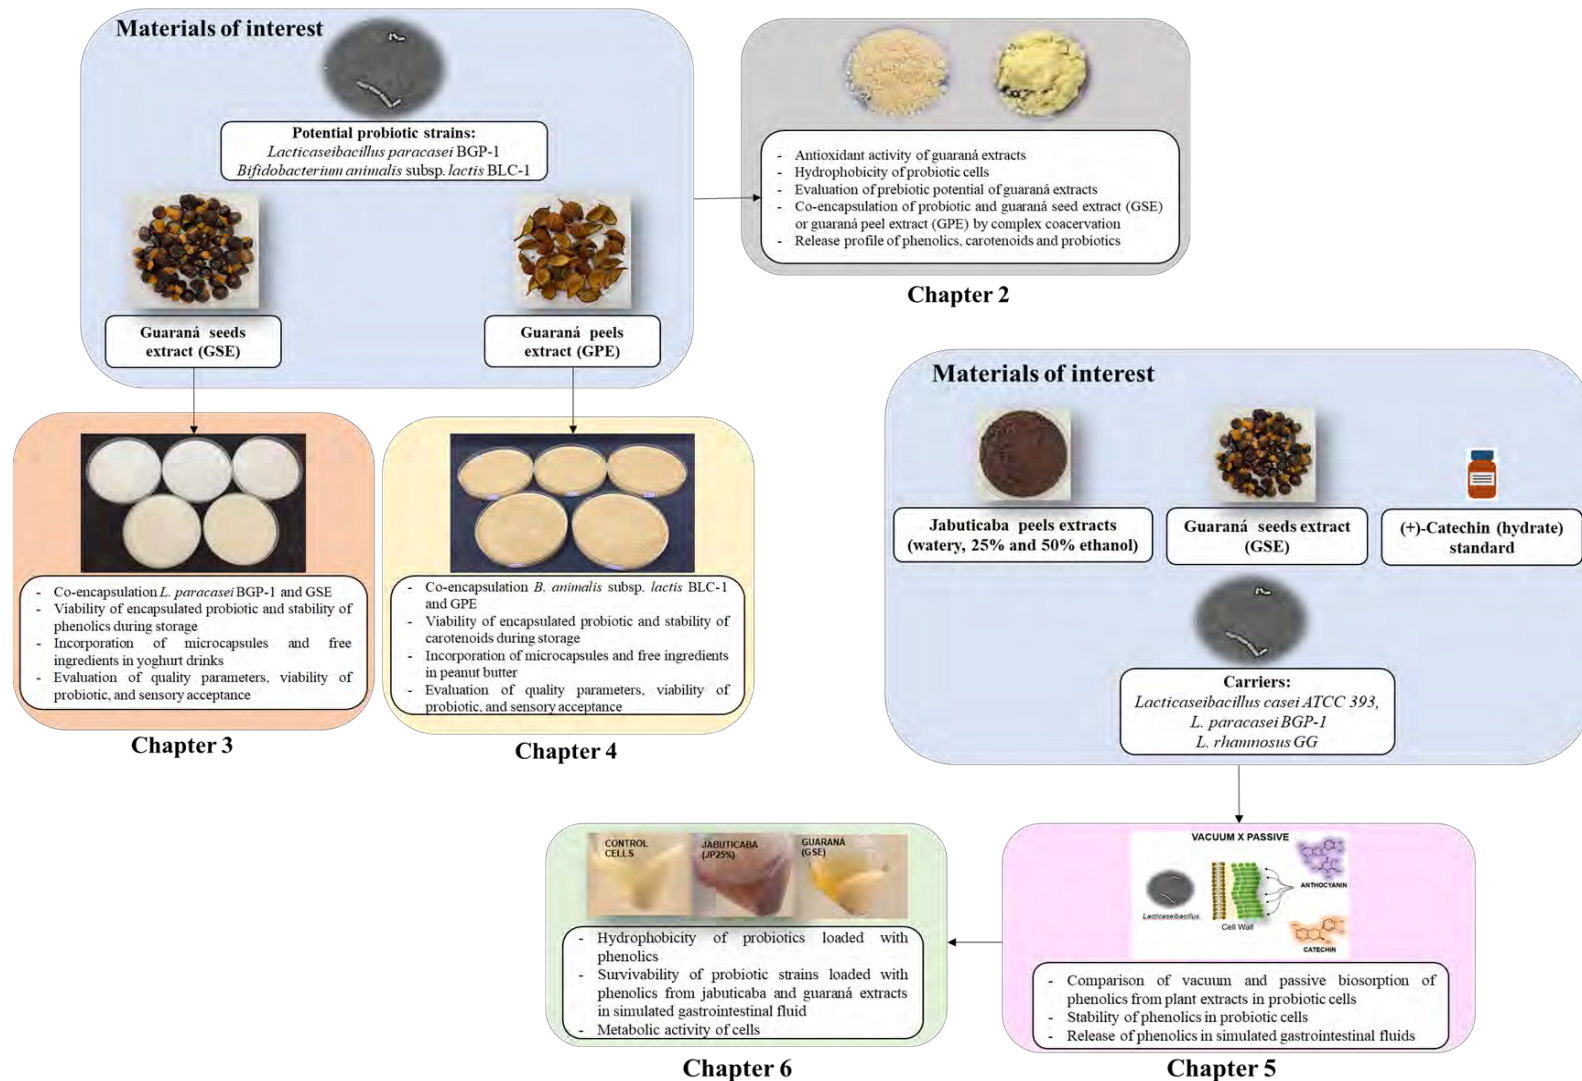 Materials of interest
Potential probiotic strains:
Lacticaseibacillus paracasei BGP-1
Bifidobacterium animalis subsp. lactis BLC-1
Guaraná seeds
extract (GSE)
Guaraná peels
extract (GPE)
- Antioxidant activity of guaraná extracts
- Hydrophobicity of probiotic cells
- Evaluation of prebiotic potential of guaraná extracts
- Co-encapsulation of probiotic and guaraná seed extract (GSE)
or guaraná peel extract (GPE) by complex coacervation
- Release profile of phenolics, carotenoids and probiotics
Chapter 2
- Co-encapsulation L. paracasei BGP-1 and GSE
- Viability of encapsulated probiotic and stability of
phenolics during storage
- Incorporation of microcapsules and free
ingredients in yoghurt drinks
- Evaluation of quality parameters, viability of
probiotic, and sensory acceptance
Chapter 3
- Co-encapsulation B. animalis subsp. lactis BLC-1
and GPE
- Viability of encapsulated probiotic and stability of
carotenoids during storage
- Incorporation of microcapsules and free ingredients
in peanut butter
- Evaluation of quality parameters, viability of
probiotic, and sensory acceptance
Chapter 4
Materials of interest
Jabuticaba peels extracts
(watery, 25% and 50% ethanol)
Guaraná seeds extract
(GSE)
(+)-Catechin (hydrate)
standard
Carriers:
Lacticaseibacillus casei ATCC 393,
L. paracasei BGP-1
L. rhamnosus GG
VACUUM X PASSIVE
Lacticaseibacillus
Cell Wall
ANTHOCYANIN
CATECHIN
- Comparison of vacuum and passive biosorption of
phenolics from plant extracts in probiotic cells
- Stability of phenolics in probiotic cells
- Release of phenolics in simulated gastrointestinal fluids
Chapter 5
CONTROL
CELLS
JABUTICABA
(JP25%)
GUARANÁ
(GSE)
- Hydrophobicity of probiotics loaded with
phenolics
- Survivability of probiotic strains loaded with
phenolics from jabuticaba and guaraná extracts
in simulated gastrointestinal fluid
- Metabolic activity of cells
Chapter 6